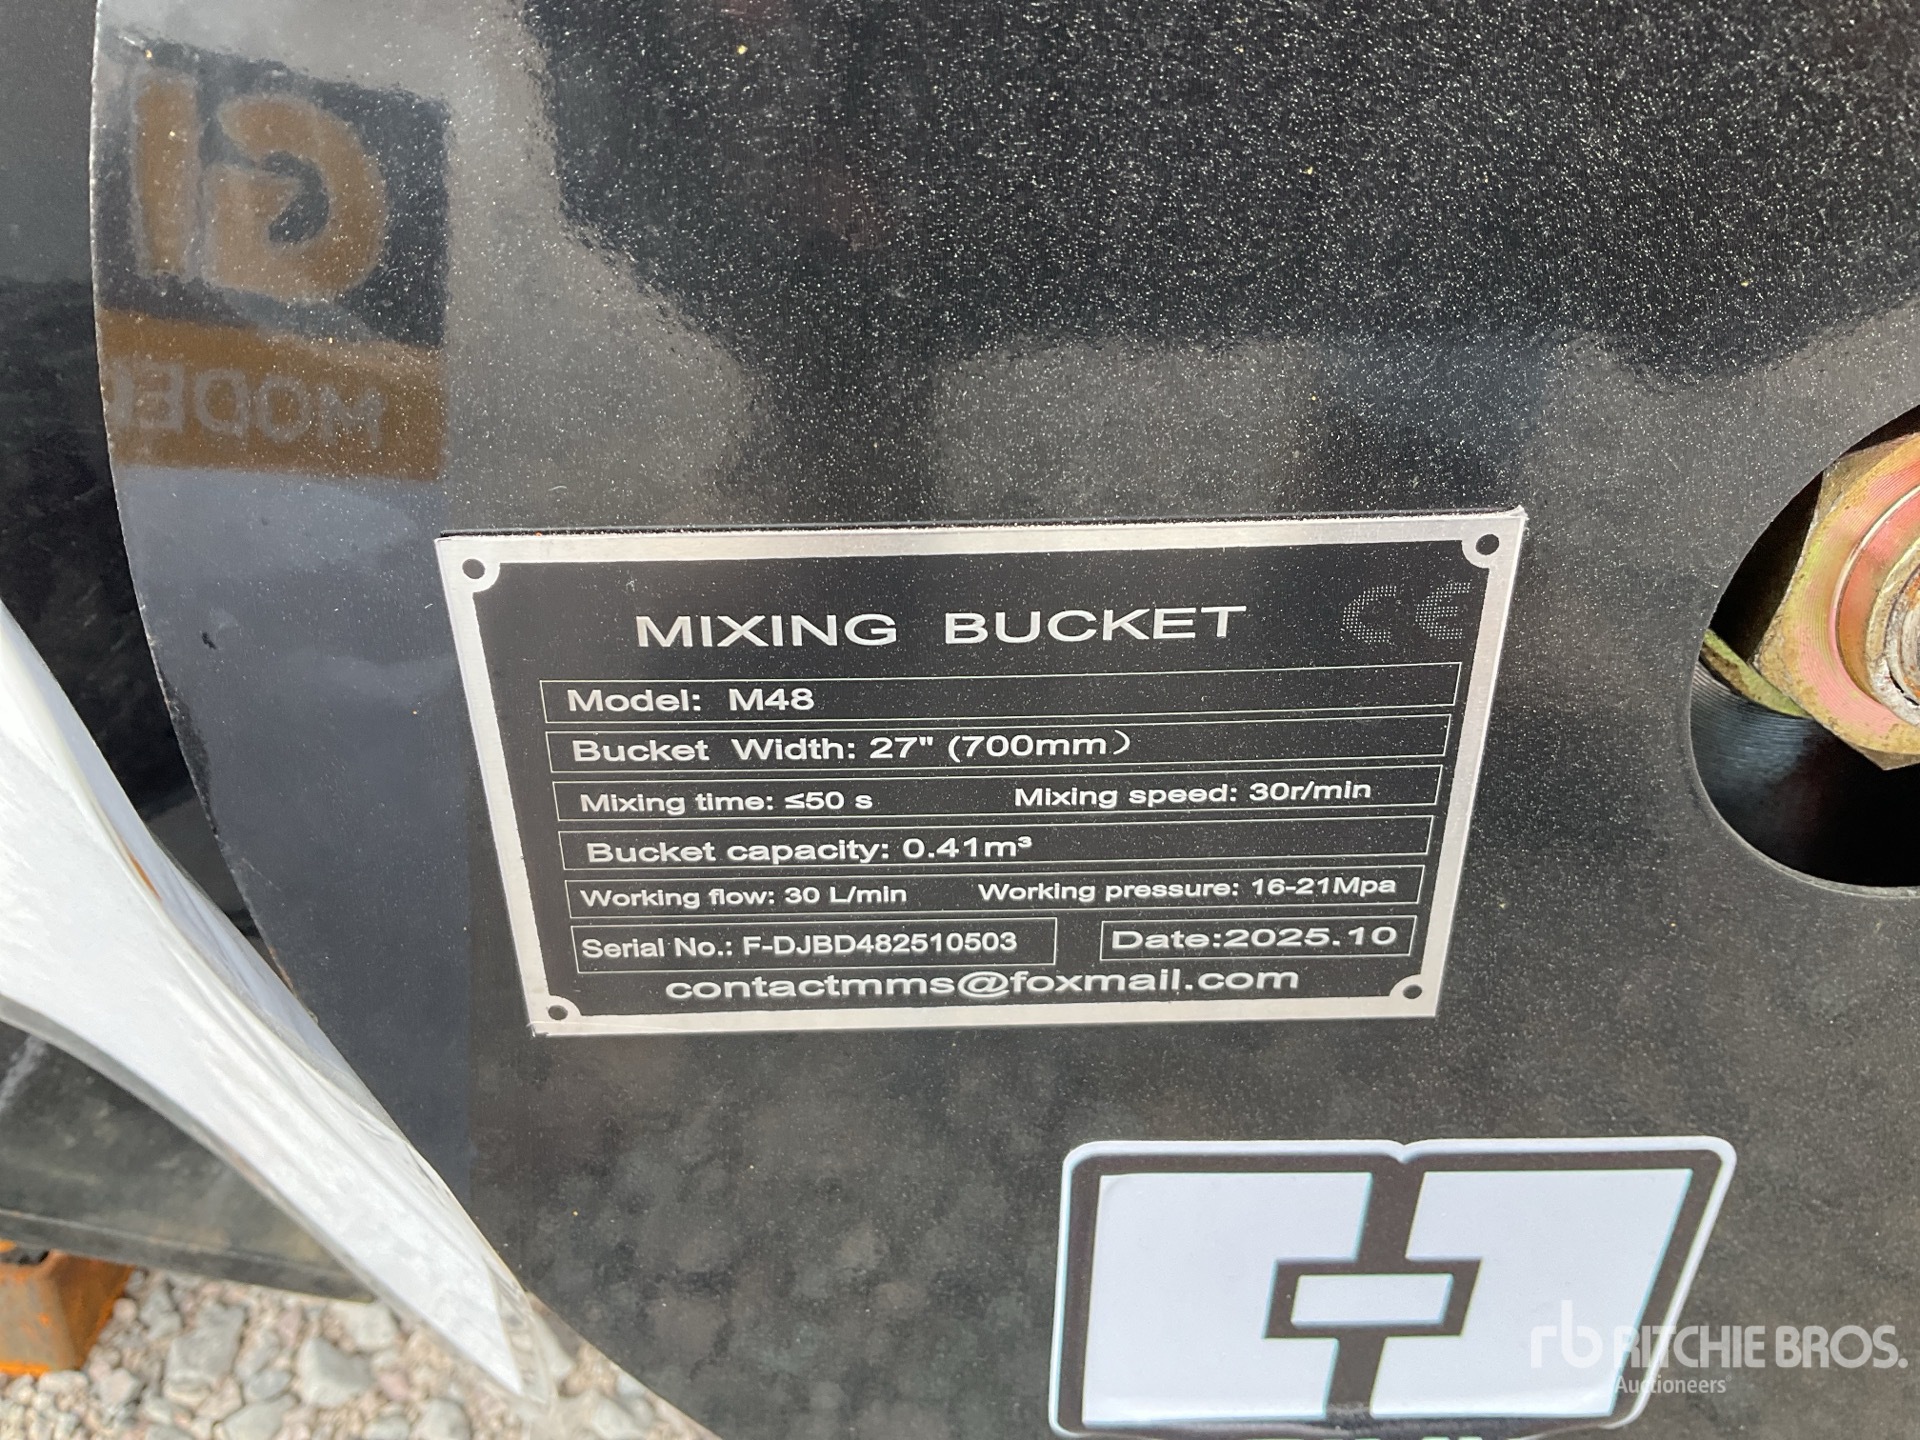 MIXING BUCKET CE
Model: M48
Bucket Width: 27" (700mm)
Mixing time: ≤50 s Mixing speed: 30r/min
Bucket capacity: 0.41m³
Working flow: 30 L/min Working pressure: 16-21Mpa
Serial No.: F-DJBD482510503 Date:2025.10
contactmms@foxmail.com
rb RITCHIE BROS.
Auctioneers